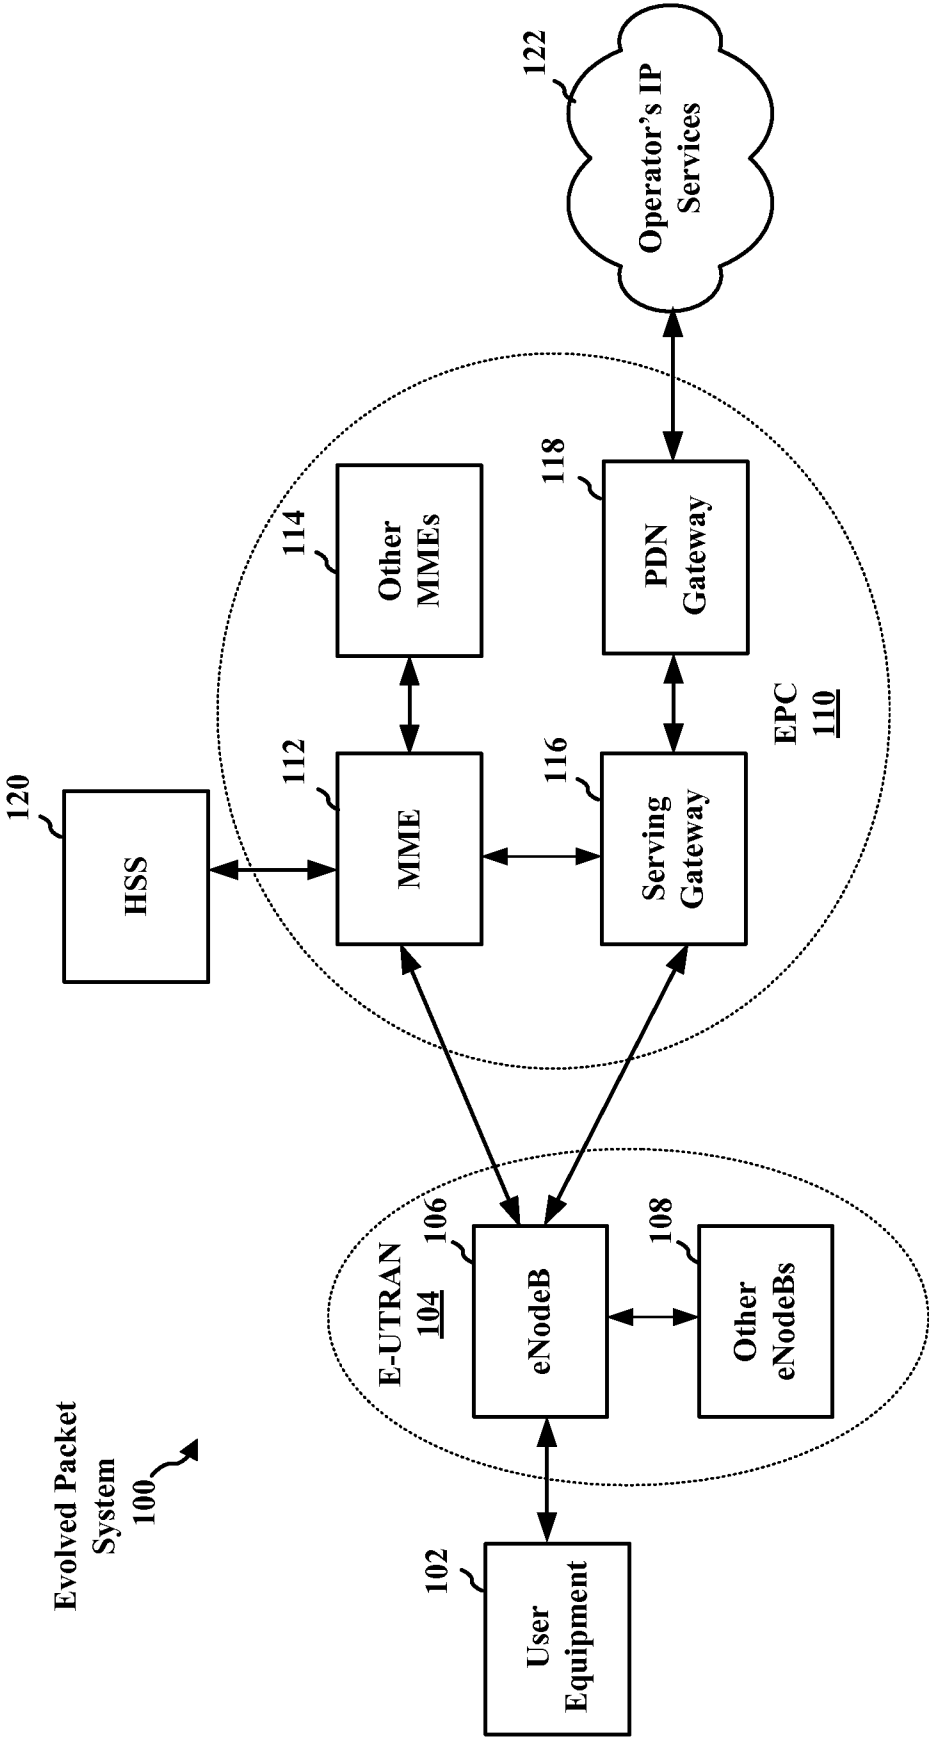 Evolved Packet
System
100
102
User
Equipment
E-UTRAN
104
106
eNodeB
108
Other
eNodeBs
120
HSS
112
MME
114
Other
MMEs
116
Serving
Gateway
118
PDN
Gateway
EPC
110
122
Operator's IP
Services